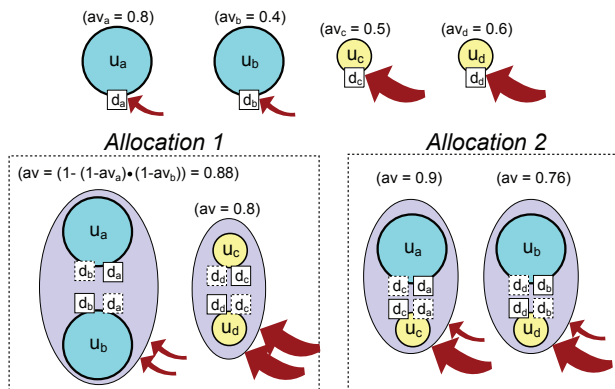 (av_a = 0.8) (av_b = 0.4) (av_c = 0.5) (av_d = 0.6)
u_a u_b u_c u_d
d_a d_b d_c d_d
Allocation 1
(av = (1- (1-av_a)•(1-av_b)) = 0.88)
(av = 0.8)
u_a
d_b d_a
d_b d_a
u_b
u_c
d_d d_c
d_d d_c
u_d
Allocation 2
(av = 0.9) (av = 0.76)
u_a
d_c d_a
d_c d_a
u_c
u_b
d_d d_b
d_d d_b
u_d